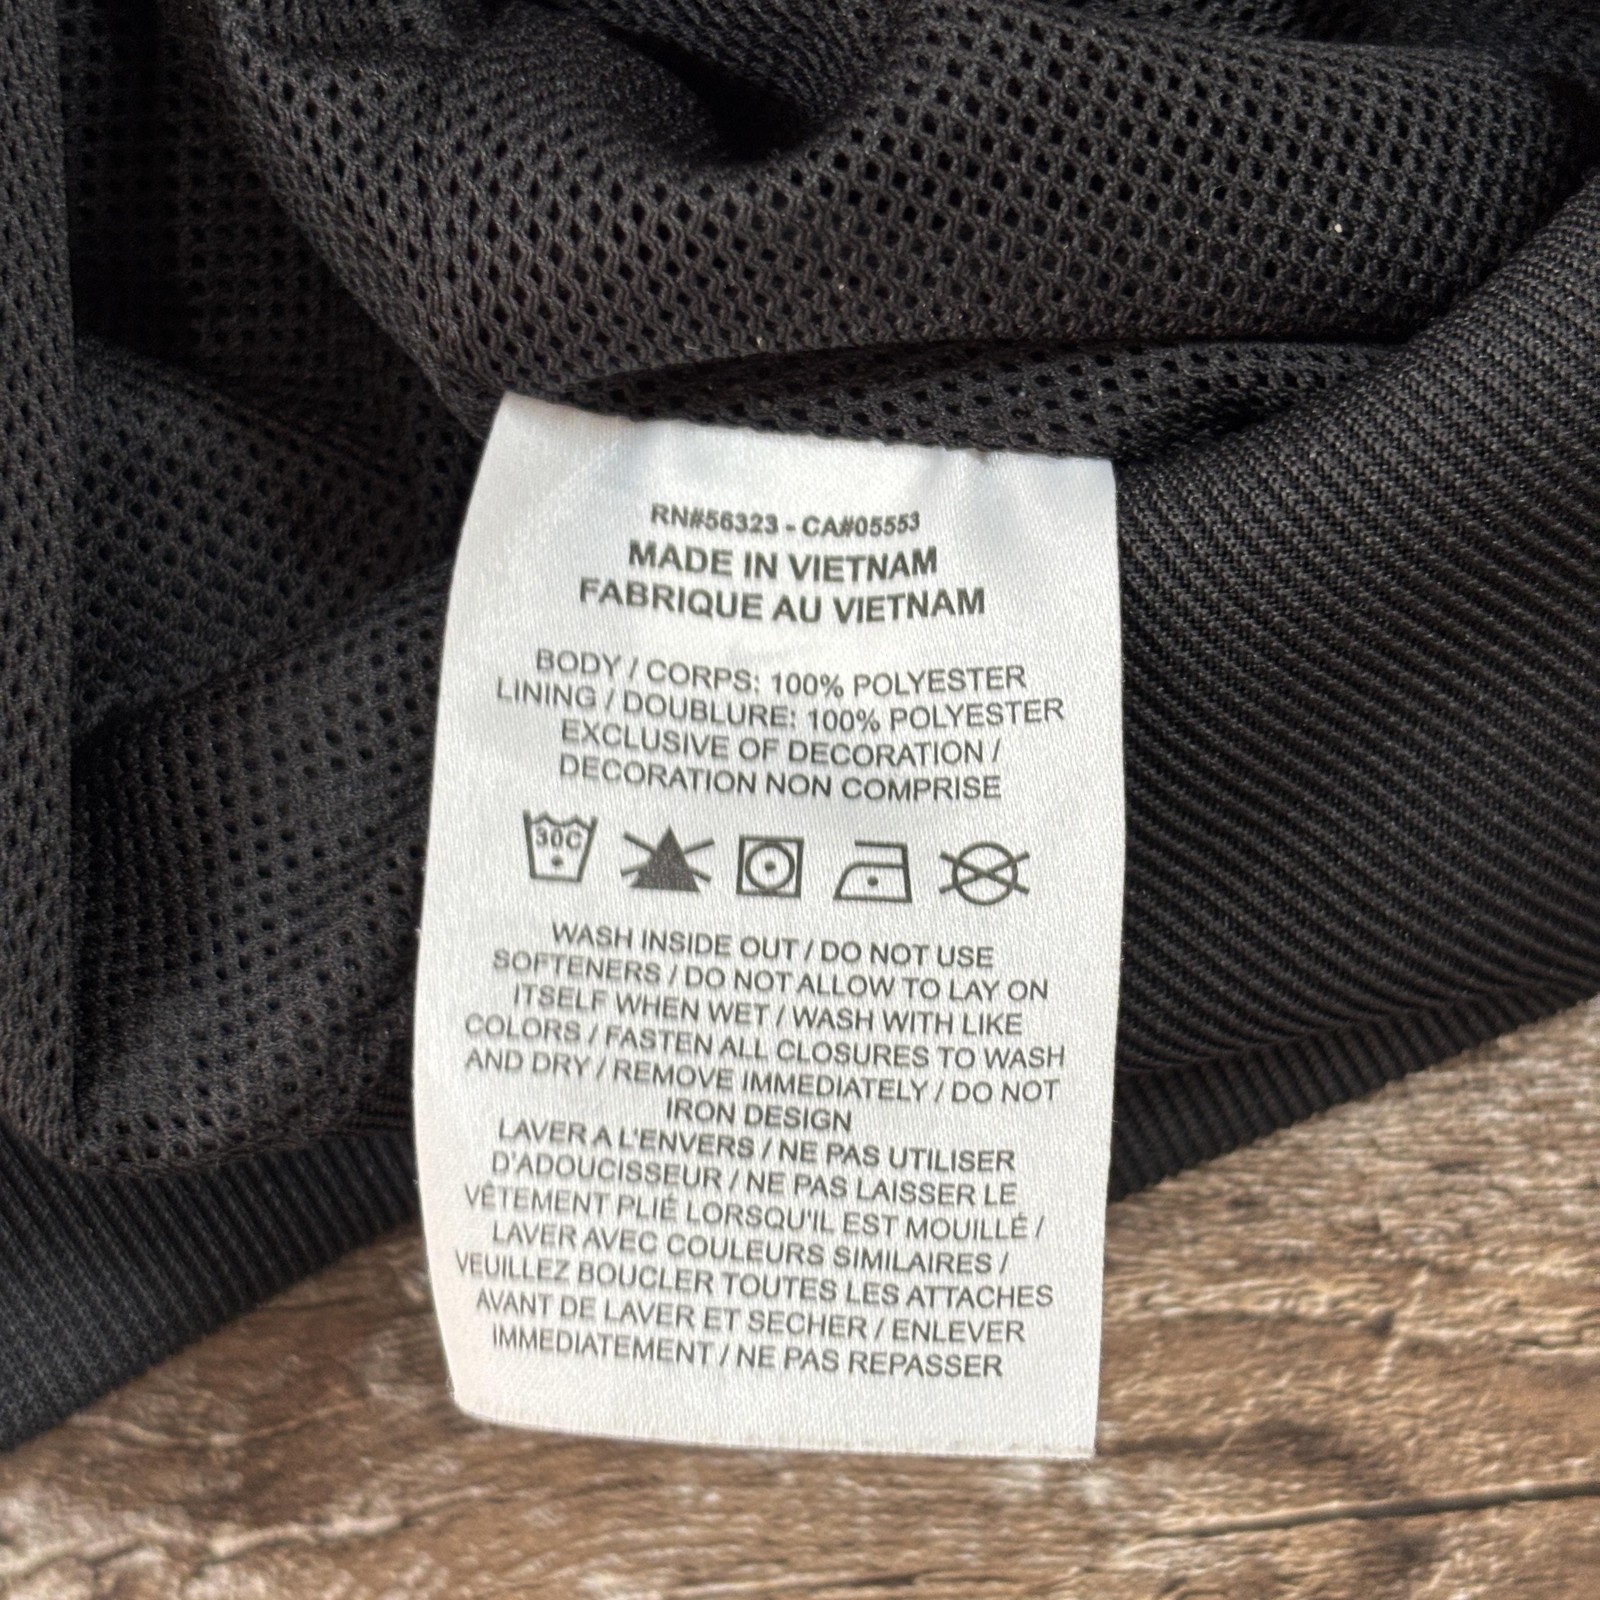 RN#56323 - CA#05553
MADE IN VIETNAM
FABRIQUE AU VIETNAM
BODY / CORPS: 100% POLYESTER
LINING / DOUBLURE: 100% POLYESTER
EXCLUSIVE OF DECORATION /
DECORATION NON COMPRISE
30C
WASH INSIDE OUT / DO NOT USE
SOFTENERS / DO NOT ALLOW TO LAY ON
ITSELF WHEN WET / WASH WITH LIKE
COLORS / FASTEN ALL CLOSURES TO WASH
AND DRY / REMOVE IMMEDIATELY / DO NOT
IRON DESIGN
LAVER A L'ENVERS / NE PAS UTILISER
D'ADOUCISSEUR / NE PAS LAISSER LE
VÊTEMENT PLIÉ LORSQU'IL EST MOUILLÉ /
LAVER AVEC COULEURS SIMILAIRES /
VEUILLEZ BOUCLER TOUTES LES ATTACHES
AVANT DE LAVER ET SECHER / ENLEVER
IMMEDIATEMENT / NE PAS REPASSER